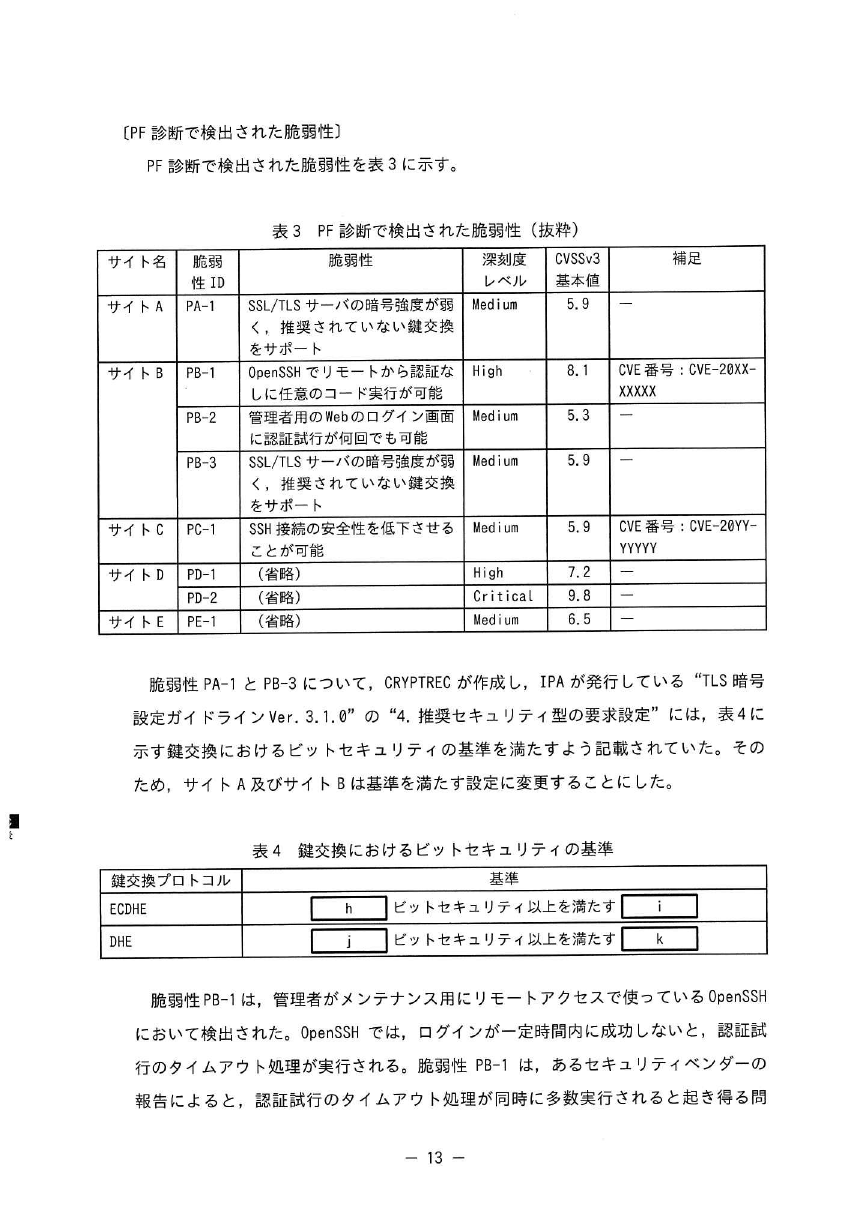 〔PF 診断で検出された脆弱性〕
PF 診断で検出された脆弱性を表 3 に示す。
表 3 PF 診断で検出された脆弱性（抜粋）
サイト名 脆弱性 ID 脆弱性 深刻度レベル CVSSv3 基本値 補足
サイト A PA-1 SSL/TLS サーバの暗号強度が弱く，推奨されていない鍵交換をサポート Medium 5.9 －
サイト B PB-1 OpenSSH でリモートから認証なしに任意のコード実行が可能 High 8.1 CVE 番号：CVE-20XX-XXXXX
PB-2 管理者用の Web のログイン画面に認証試行が何回でも可能 Medium 5.3 －
PB-3 SSL/TLS サーバの暗号強度が弱く，推奨されていない鍵交換をサポート Medium 5.9 －
サイト C PC-1 SSH 接続の安全性を低下させることが可能 Medium 5.9 CVE 番号：CVE-20YY-YYYYY
サイト D PD-1 （省略） High 7.2 －
PD-2 （省略） Critical 9.8 －
サイト E PE-1 （省略） Medium 6.5 －
脆弱性 PA-1 と PB-3 について，CRYPTREC が作成し，IPA が発行している“TLS 暗号
設定ガイドライン Ver. 3.1.0”の“4. 推奨セキュリティ型の要求設定”には，表 4 に
示す鍵交換におけるビットセキュリティの基準を満たすよう記載されていた。その
ため，サイト A 及びサイト B は基準を満たす設定に変更することにした。
表 4 鍵交換におけるビットセキュリティの基準
鍵交換プロトコル 基準
ECDHE h ビットセキュリティ以上を満たす i
DHE j ビットセキュリティ以上を満たす k
脆弱性 PB-1 は，管理者がメンテナンス用にリモートアクセスで使っている OpenSSH
において検出された。OpenSSH では，ログインが一定時間内に成功しないと，認証試
行のタイムアウト処理が実行される。脆弱性 PB-1 は，あるセキュリティベンダーの
報告によると，認証試行のタイムアウト処理が同時に多数実行されると起き得る問
－ 13 －